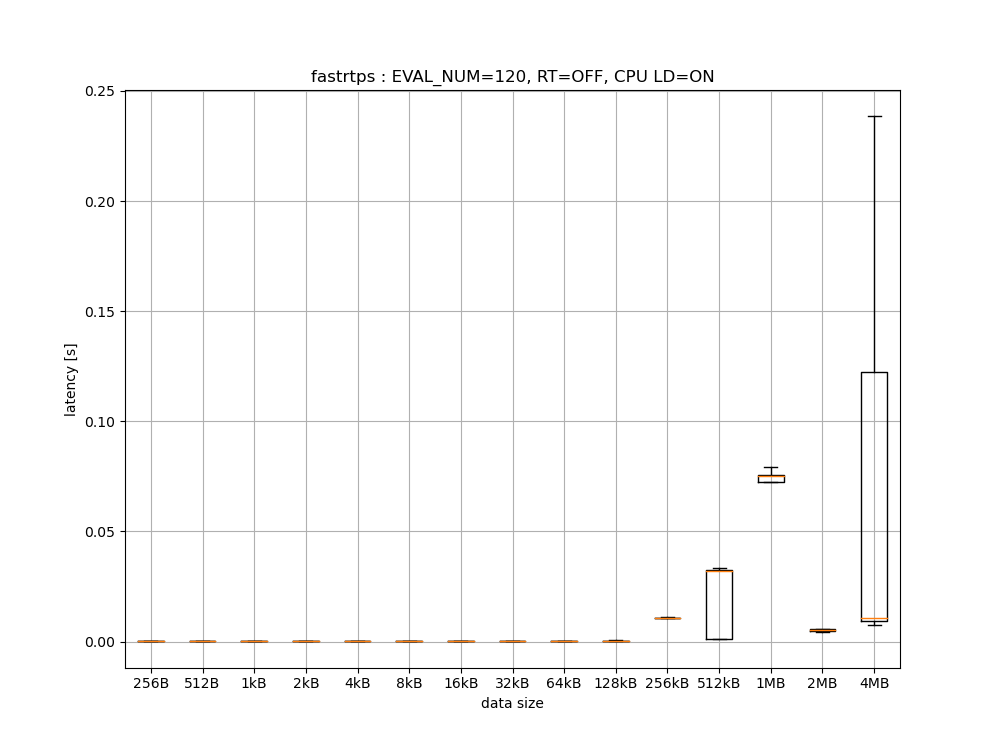 fastrtps : EVAL_NUM=120, RT=OFF, CPU LD=ON
0.25
0.20
0.15
0.10
0.05
0.00
latency [s]
256B 512B 1kB 2kB 4kB 8kB 16kB 32kB 64kB 128kB 256kB 512kB 1MB 2MB 4MB
data size